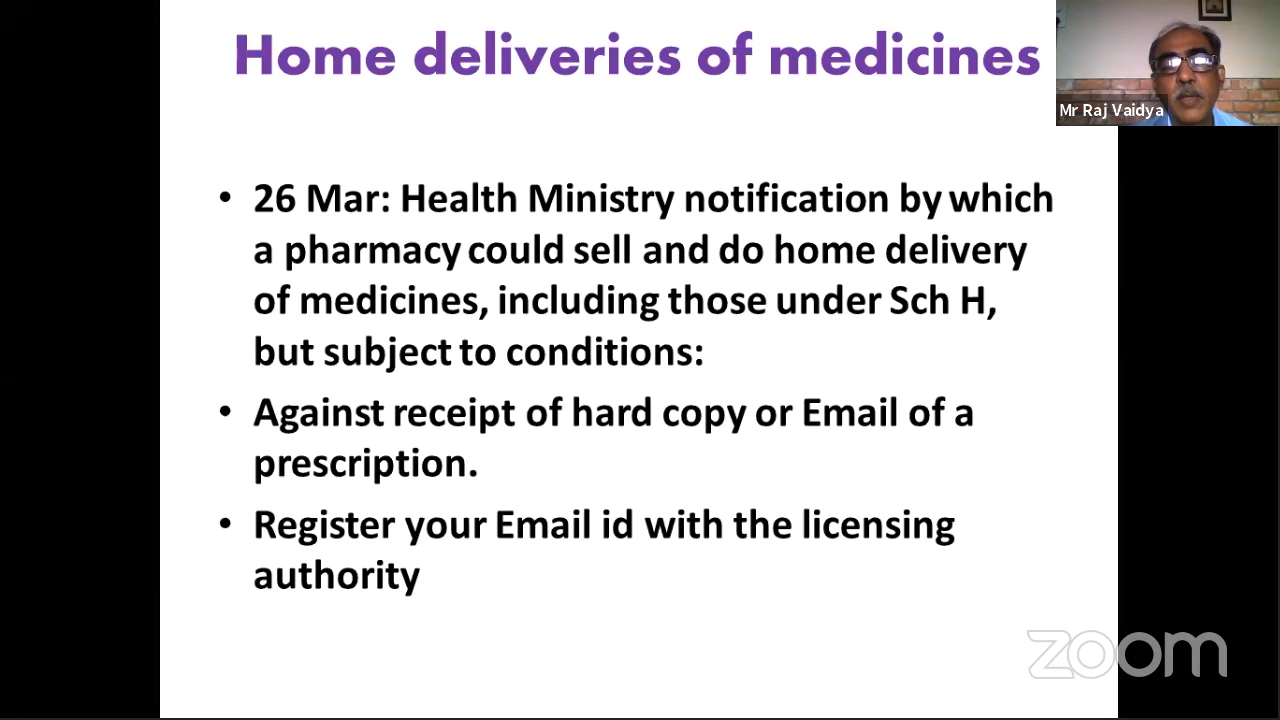 Home deliveries of medicines
Mr Raj Vaidya
• 26 Mar: Health Ministry notification by which
a pharmacy could sell and do home delivery
of medicines, including those under Sch H,
but subject to conditions:
• Against receipt of hard copy or Email of a
prescription.
• Register your Email id with the licensing
authority
zoom